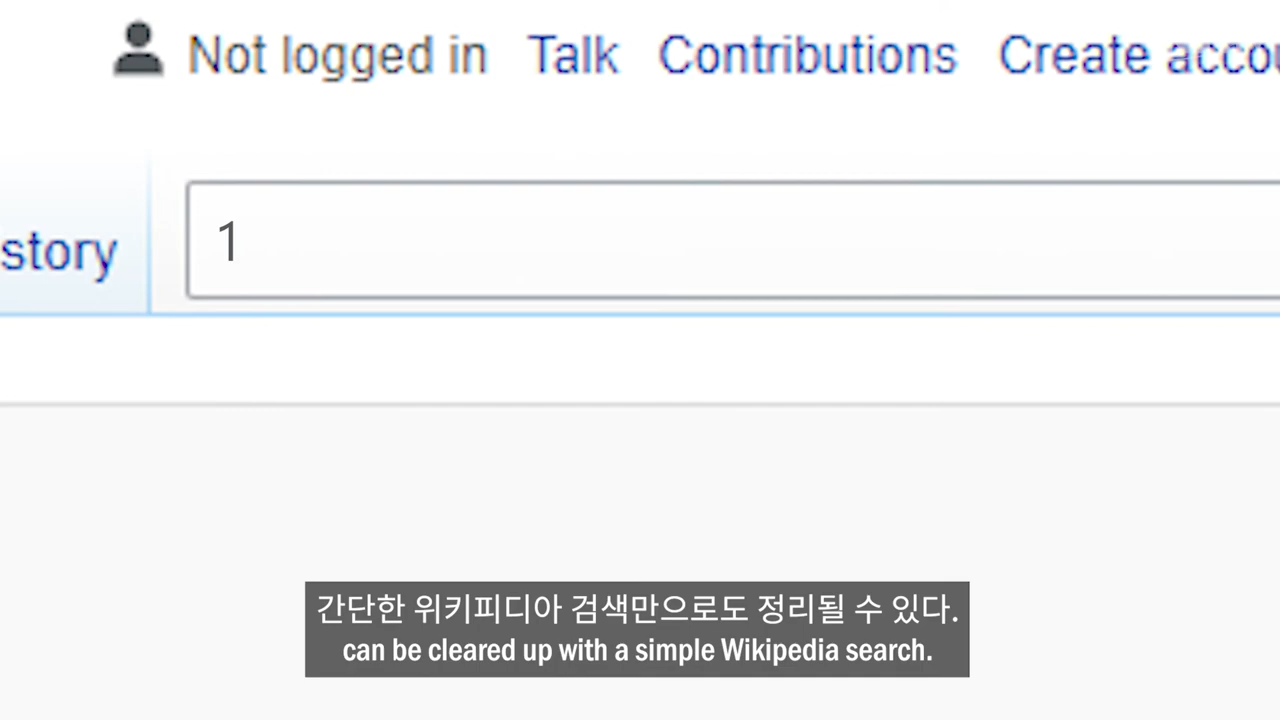 Not logged in Talk Contributions Create accou
story
1
간단한 위키피디아 검색만으로도 정리될 수 있다.
can be cleared up with a simple Wikipedia search.